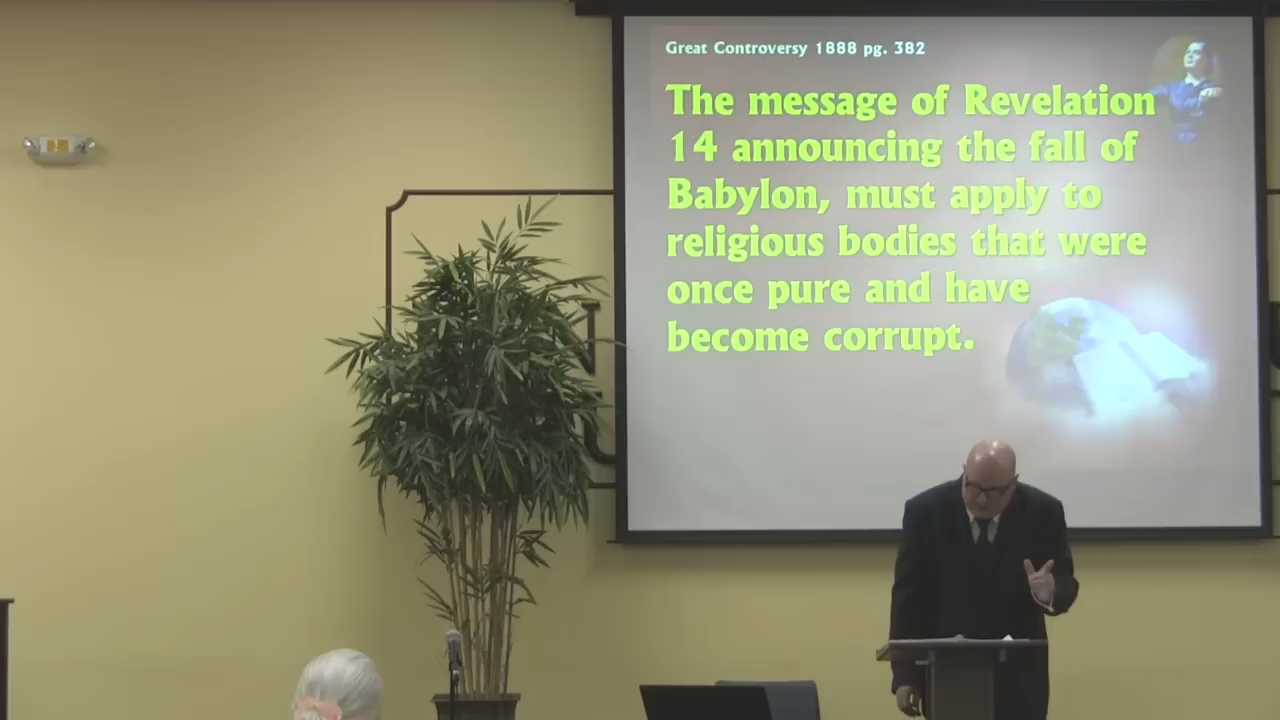 Great Controversy 1888 pg. 382
The message of Revelation
14 announcing the fall of
Babylon, must apply to
religious bodies that were
once pure and have
become corrupt.